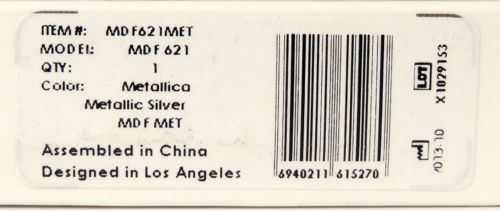 ITEM#: MDF621MET
MODEL: MDF 621
QTY: 1
Color: Metallica
Metallic Silver
MDF MET
Assembled in China
Designed in Los Angeles
6940211 615270
LOT X1029153
2013-10